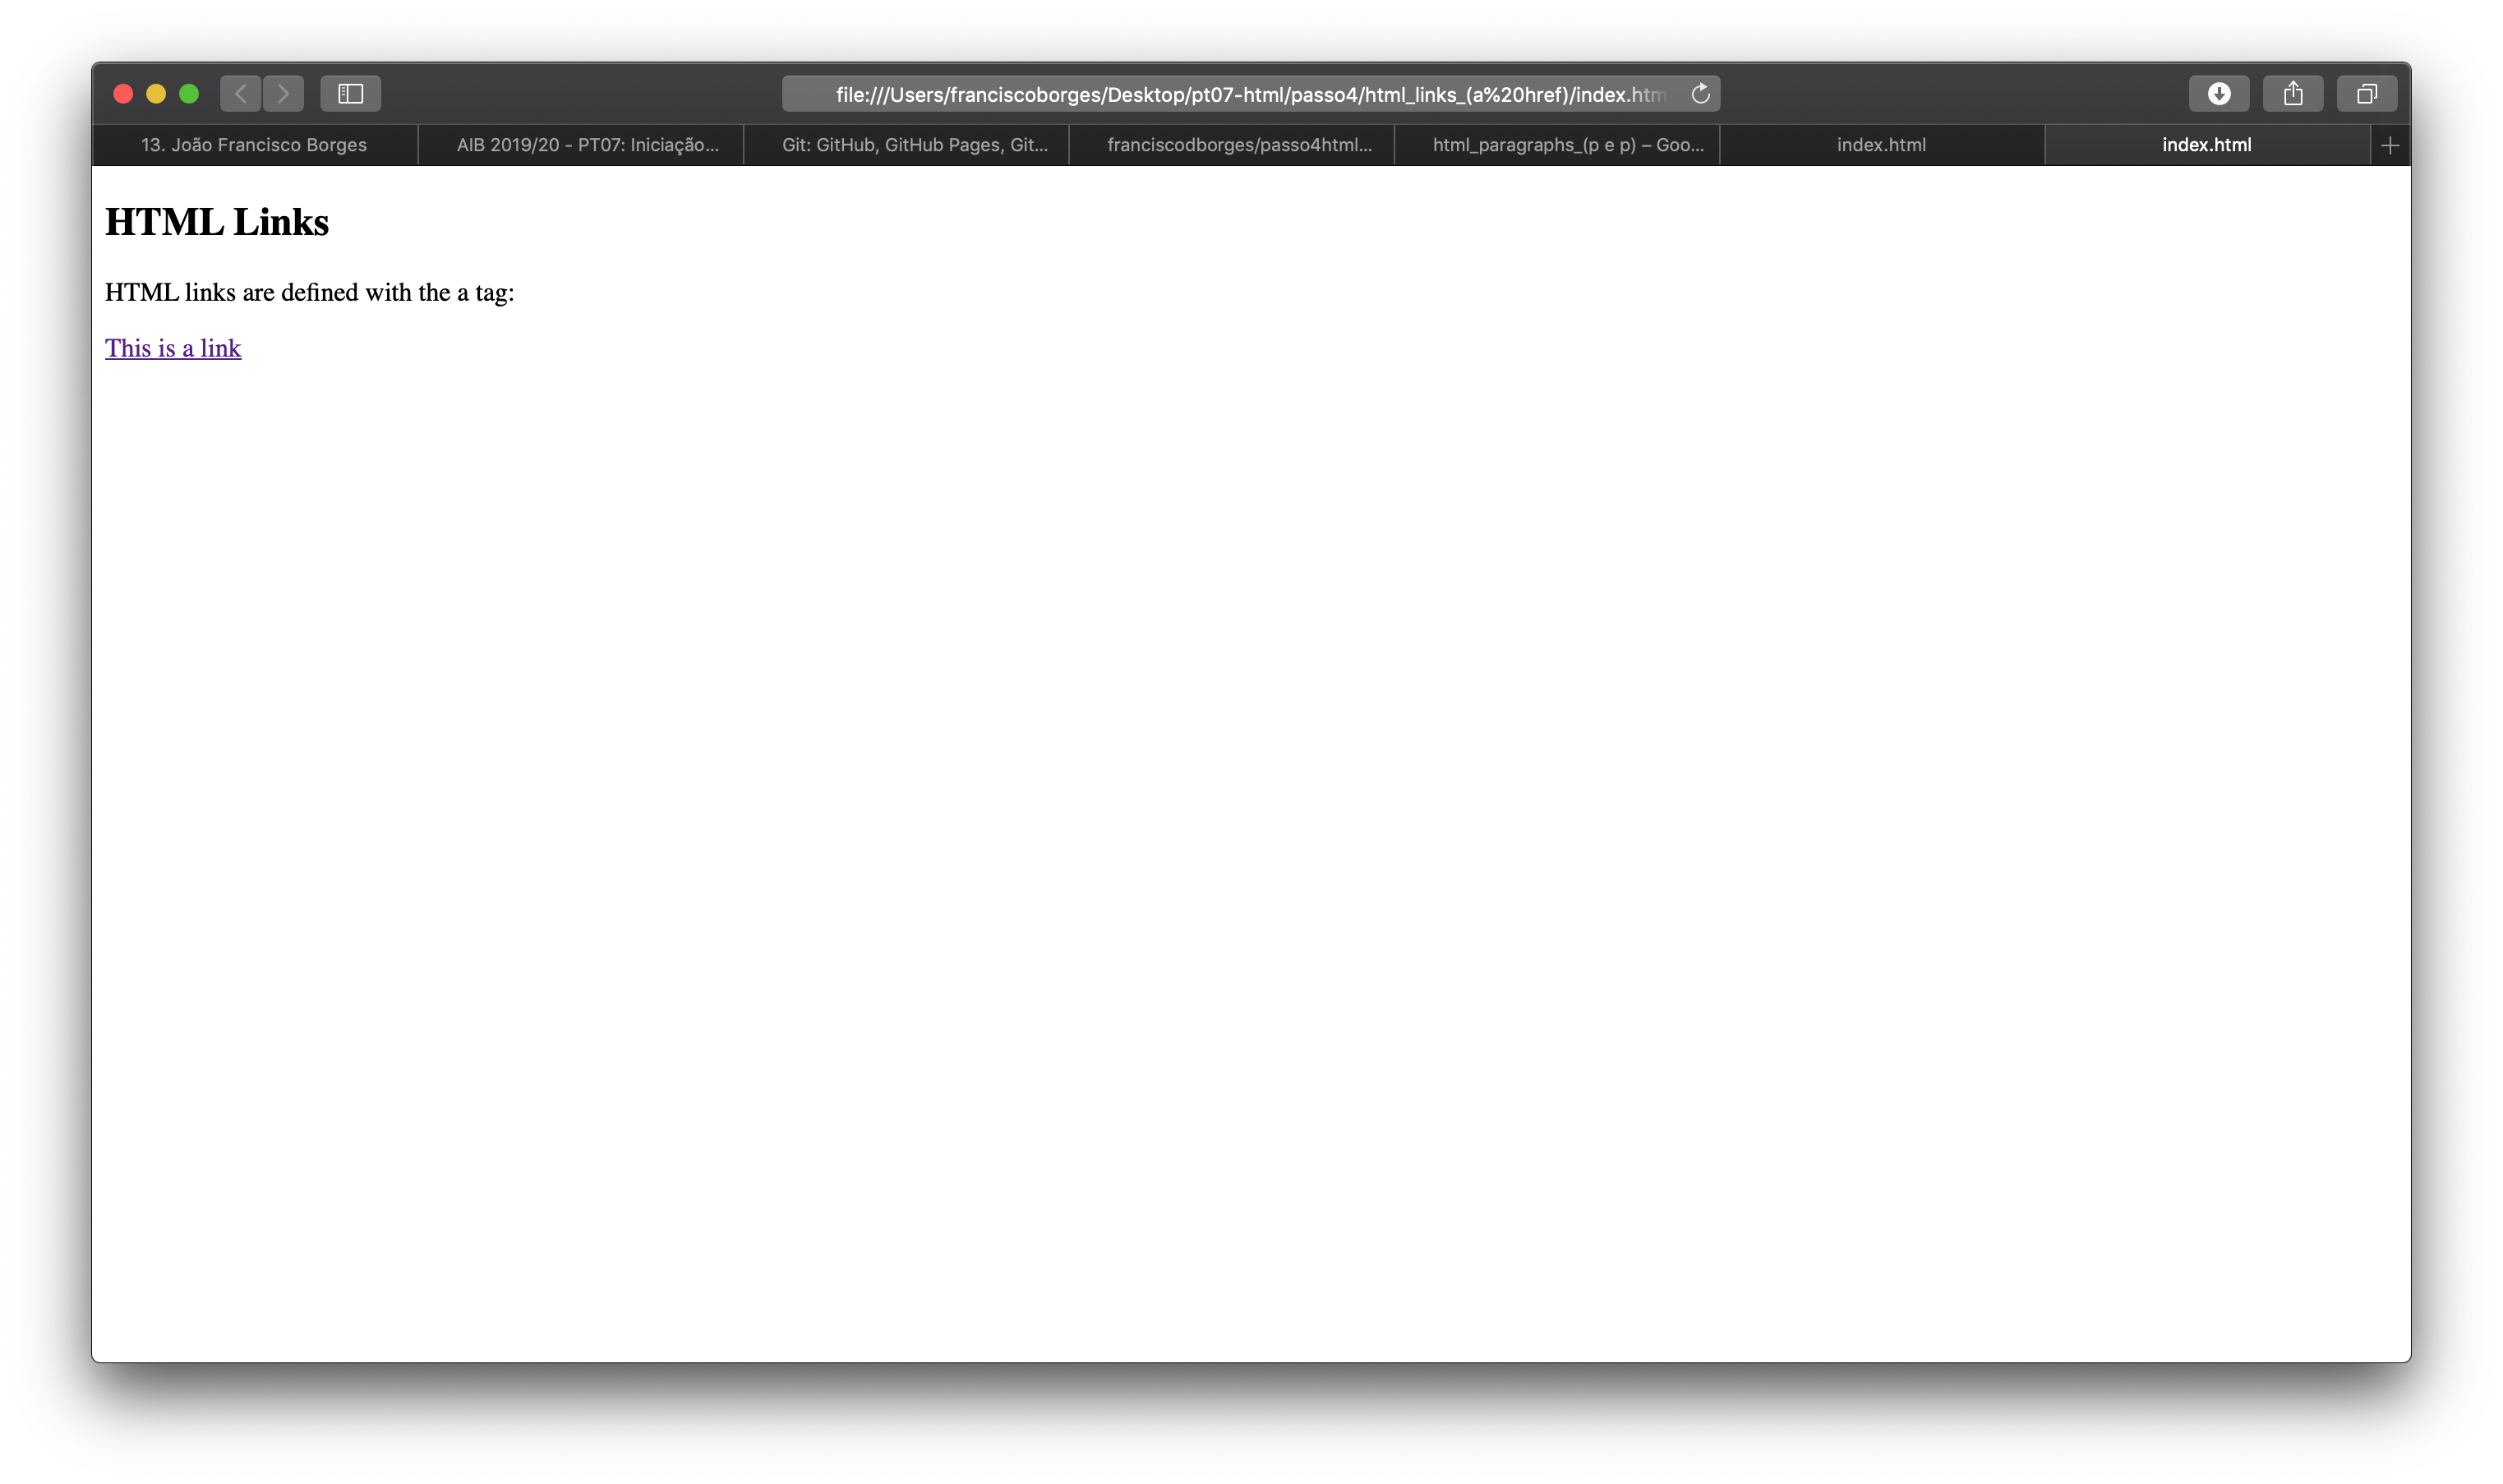 file:///Users/franciscoborges/Desktop/pt07-html/passo4/html_links_(a%20href)/index.htm
13. João Francisco Borges
AIB 2019/20 - PT07: Iniciação...
Git: GitHub, GitHub Pages, Git...
franciscodborges/passo4html...
html_paragraphs_(p e p) – Goo...
index.html
index.html
HTML Links
HTML links are defined with the a tag:
This is a link